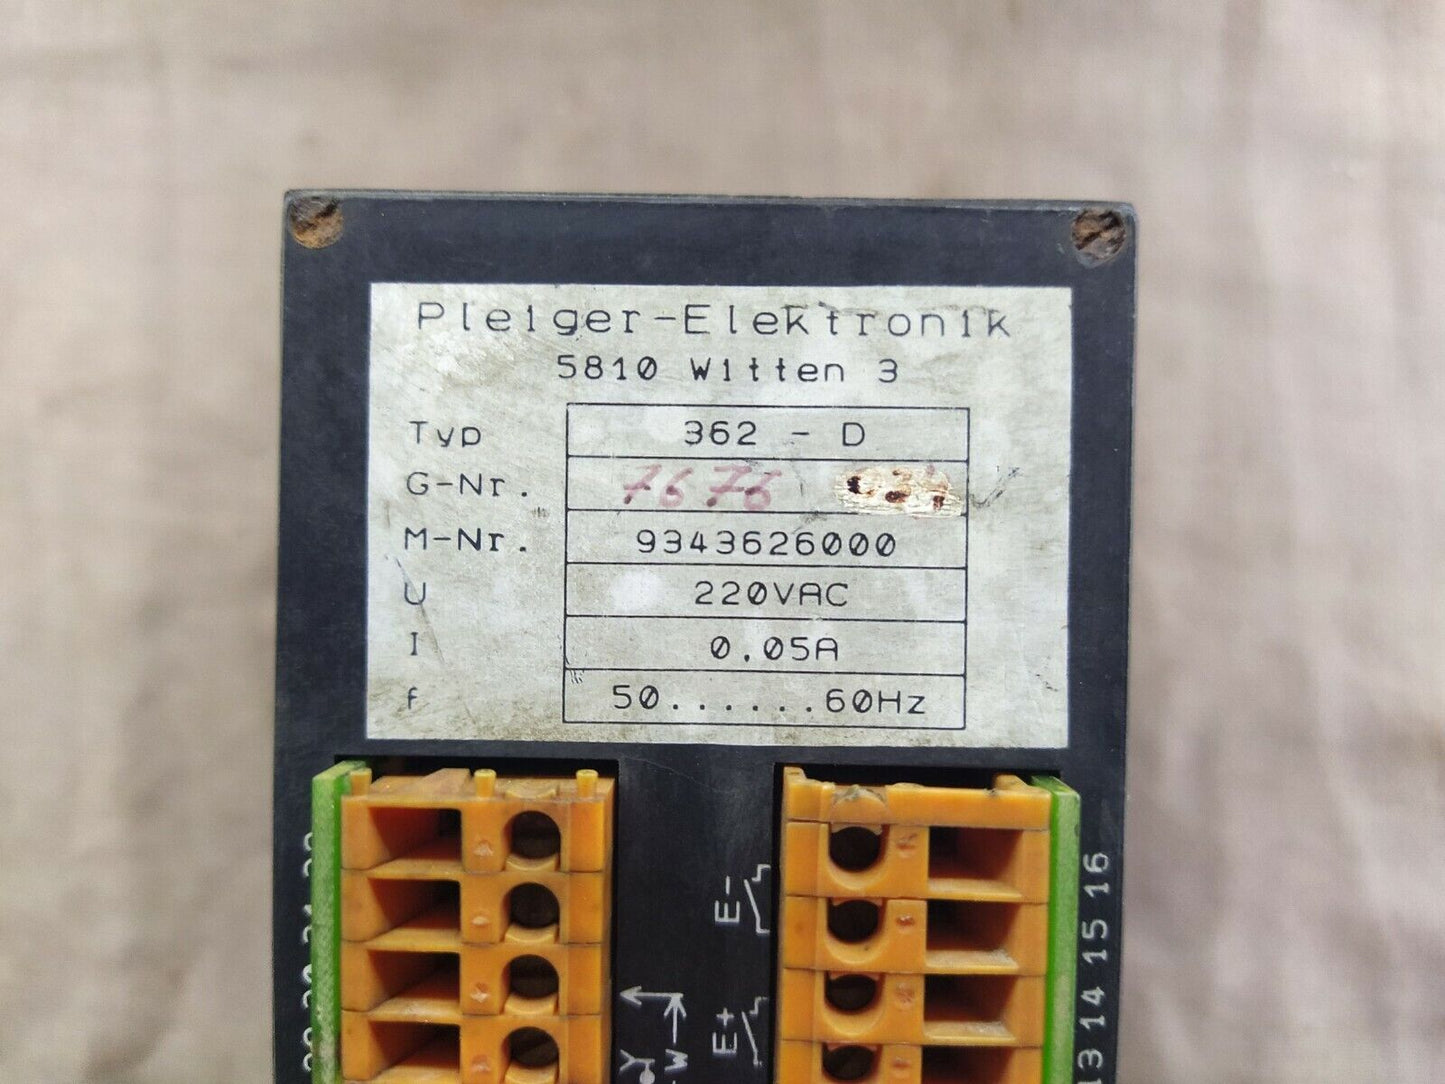 Pleiger-Elektronik
5810 Witten 3
Typ 362 - D
G-Nr. 7676
M-Nr. 9343626000
U 220VAC
I 0.05A
f 50......60Hz
E-
E+
Y
W
13 14 15 16